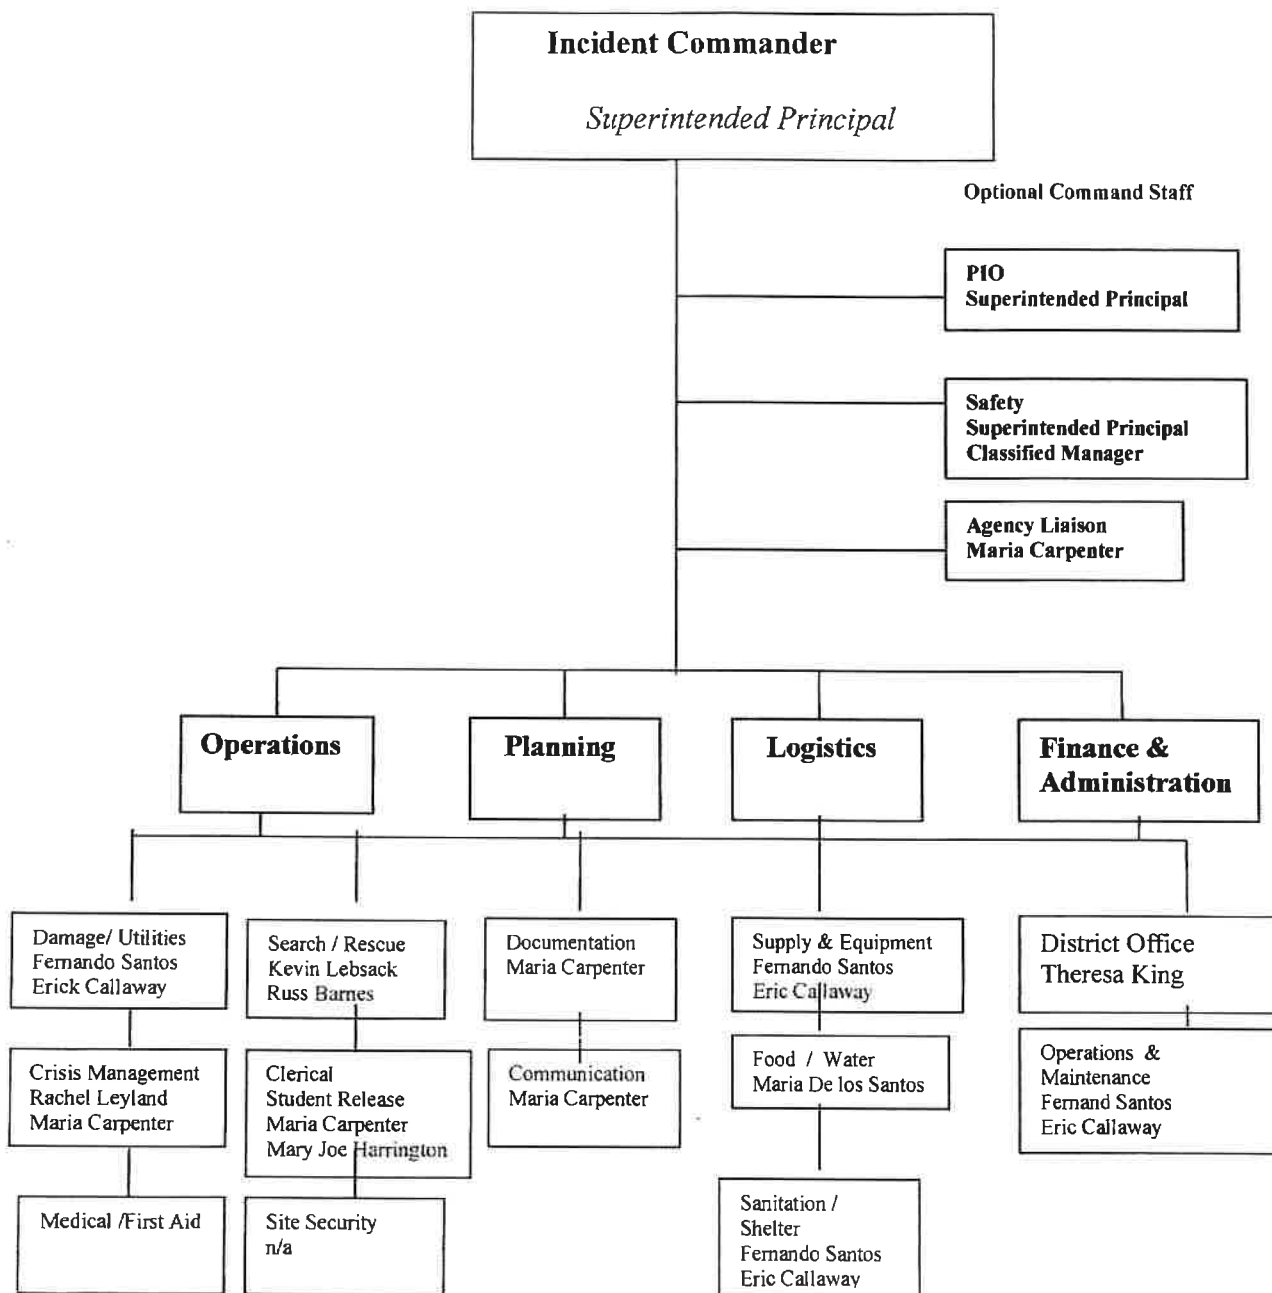 Incident Commander
Superintended Principal
Optional Command Staff
PIO
Superintended Principal
Safety
Superintended Principal
Classified Manager
Agency Liaison
Maria Carpenter
Operations
Planning
Logistics
Finance &
Administration
Damage/ Utilities
Fernando Santos
Erick Callaway
Search / Rescue
Kevin Lebsack
Russ Barnes
Documentation
Maria Carpenter
Supply & Equipment
Fernando Santos
Eric Callaway
District Office
Theresa King
Crisis Management
Rachel Leyland
Maria Carpenter
Clerical
Student Release
Maria Carpenter
Mary Joe Harrington
Communication
Maria Carpenter
Food / Water
Maria De los Santos
Operations &
Maintenance
Fernand Santos
Eric Callaway
Medical /First Aid
Site Security
n/a
Sanitation /
Shelter
Fernando Santos
Eric Callaway